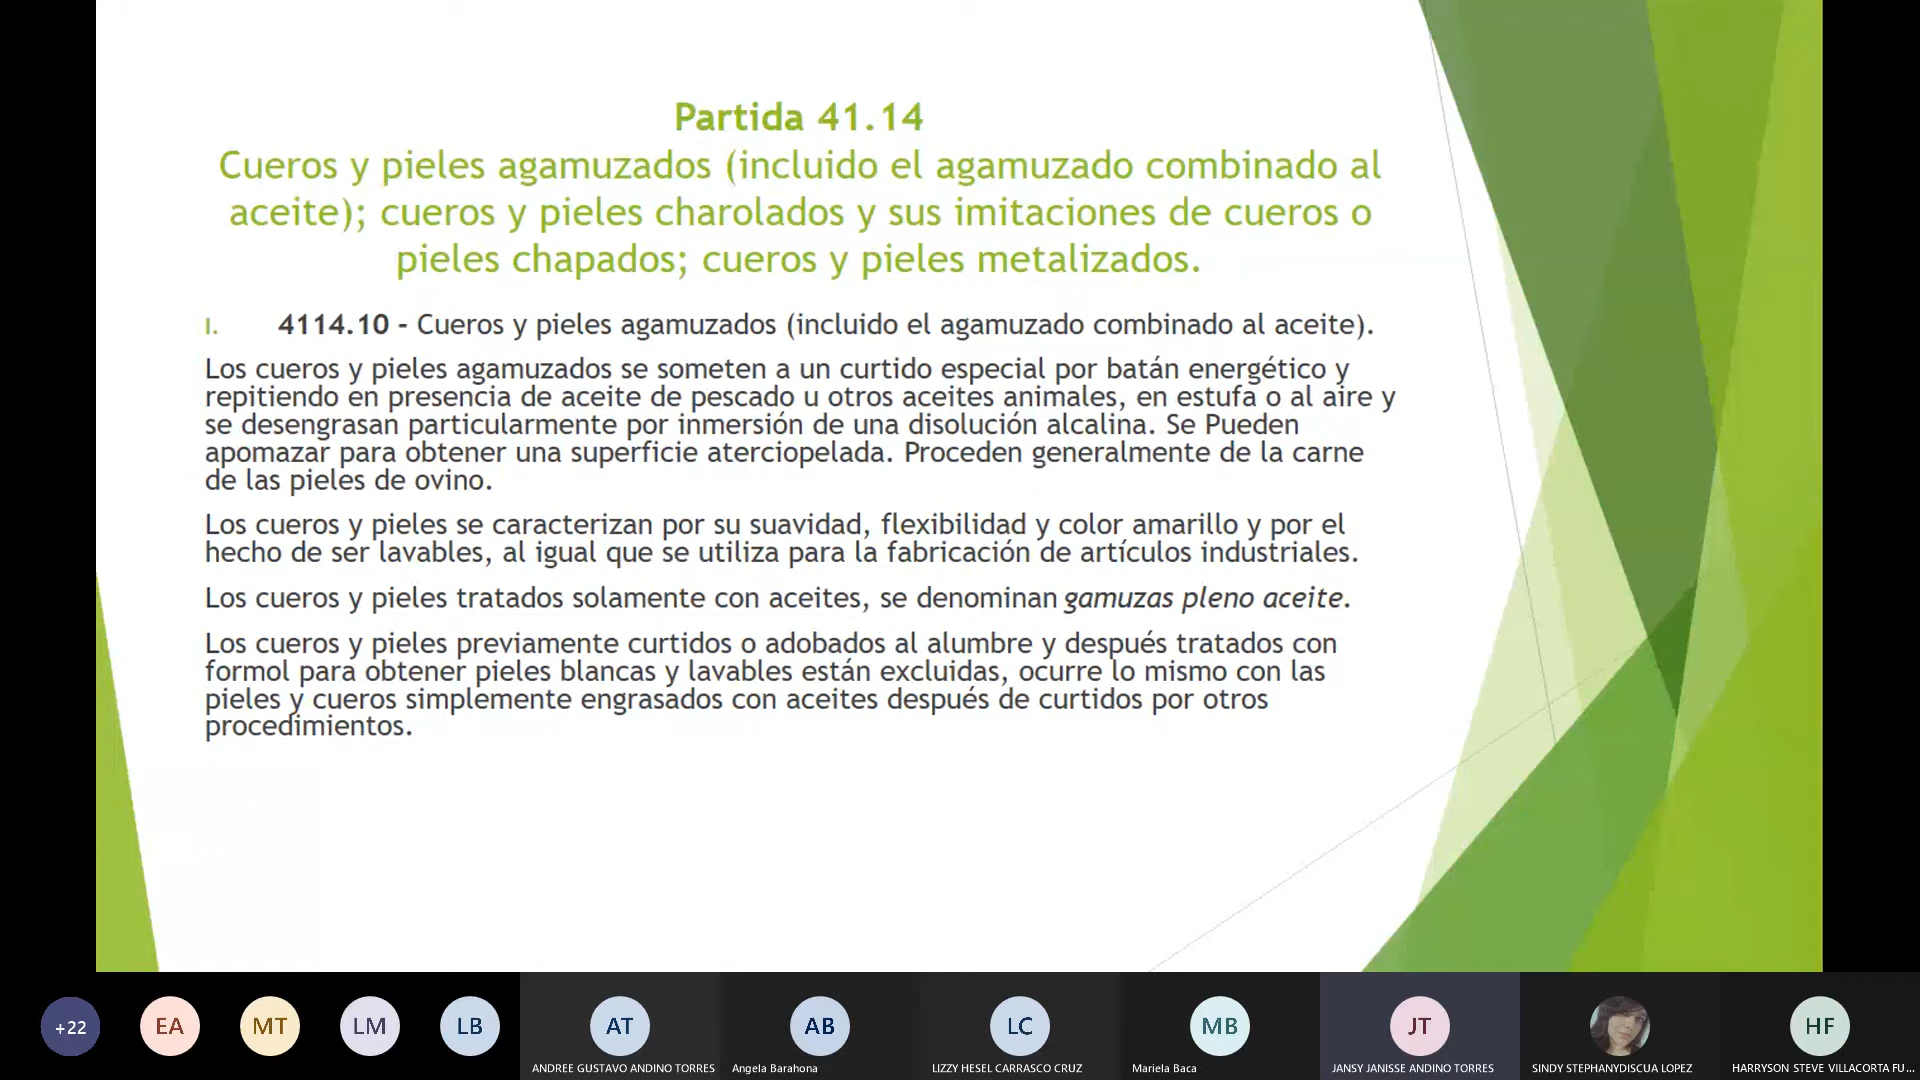 Partida 41.14
Cueros y pieles agamuzados (incluido el agamuzado combinado al
aceite); cueros y pieles charolados y sus imitaciones de cueros o
pieles chapados; cueros y pieles metalizados.
I. 4114.10 - Cueros y pieles agamuzados (incluido el agamuzado combinado al aceite).
Los cueros y pieles agamuzados se someten a un curtido especial por batán energético y
repitiendo en presencia de aceite de pescado u otros aceites animales, en estufa o al aire y
se desengrasan particularmente por inmersión de una disolución alcalina. Se Pueden
apomazar para obtener una superficie aterciopelada. Proceden generalmente de la carne
de las pieles de ovino.
Los cueros y pieles se caracterizan por su suavidad, flexibilidad y color amarillo y por el
hecho de ser lavables, al igual que se utiliza para la fabricación de artículos industriales.
Los cueros y pieles tratados solamente con aceites, se denominan gamuzas pleno aceite.
Los cueros y pieles previamente curtidos o adobados al alumbre y después tratados con
formol para obtener pieles blancas y lavables están excluidas, ocurre lo mismo con las
pieles y cueros simplemente engrasados con aceites después de curtidos por otros
procedimientos.
+22 EA MT LM LB AT AB LC MB JT HF
ANDREE GUSTAVO ANDINO TORRES Angela Barahona LIZZY HESEL CARRASCO CRUZ Mariela Baca JANSY JANISSE ANDINO TORRES SINDY STEPHANYDISCUA LOPEZ HARRYSON STEVE VILLACORTA FU...